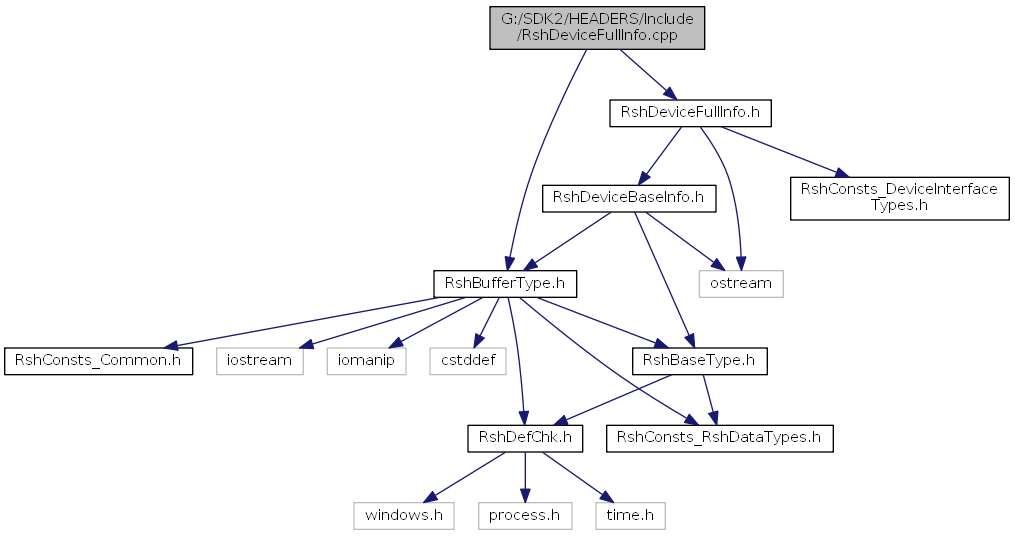 G:/SDK2/HEADERS/Include
/RshDeviceFullInfo.cpp
RshDeviceFullInfo.h
RshConsts_DeviceInterface
Types.h
RshDeviceBaseInfo.h
RshBufferType.h
ostream
RshConsts_Common.h
iostream
iomanip
cstddef
RshBaseType.h
RshDefChk.h
RshConsts_RshDataTypes.h
windows.h
process.h
time.h